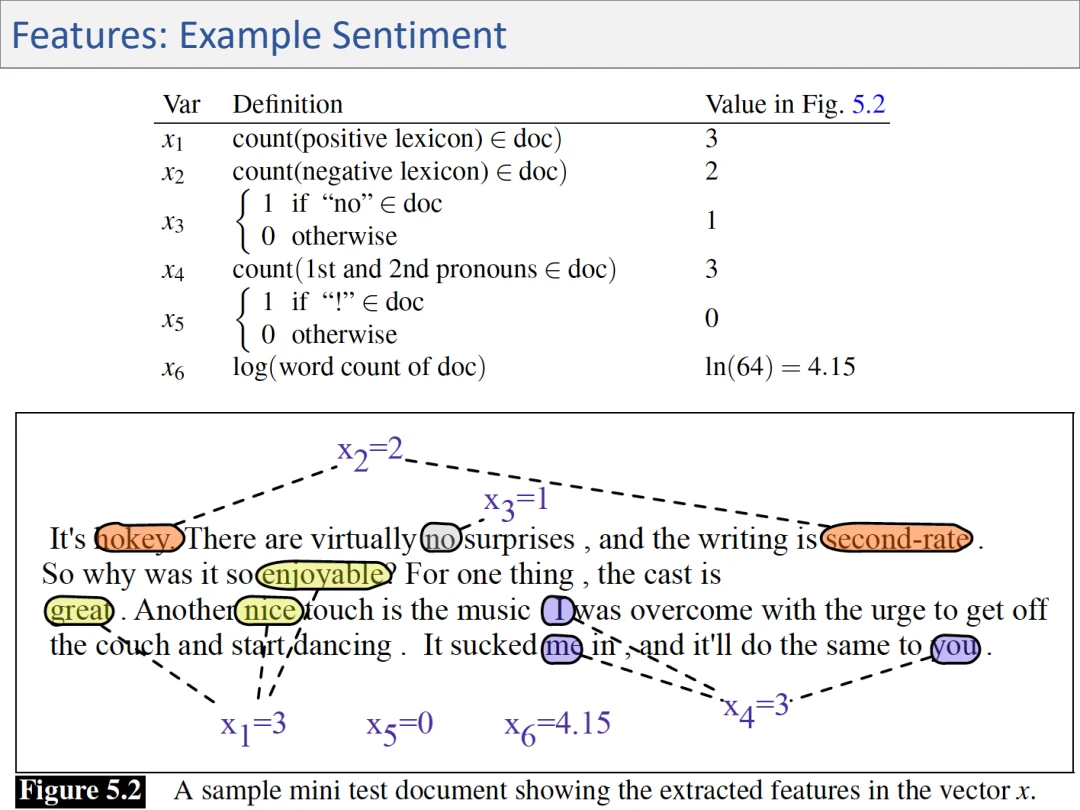 Features: Example Sentiment
Var Definition Value in Fig. 5.2
x1 count(positive lexicon) ∈ doc) 3
x2 count(negative lexicon) ∈ doc) 2
x3 { 1 if “no” ∈ doc
0 otherwise 1
x4 count(1st and 2nd pronouns ∈ doc) 3
x5 { 1 if “!” ∈ doc
0 otherwise 0
x6 log(word count of doc) ln(64) = 4.15
x2=2
x3=1
It's hokey. There are virtually no surprises , and the writing is second-rate .
So why was it so enjoyable? For one thing , the cast is
great . Another nice touch is the music I was overcome with the urge to get off
the couch and start dancing . It sucked me in , and it'll do the same to you .
x1=3 x5=0 x6=4.15 x4=3
Figure 5.2 A sample mini test document showing the extracted features in the vector x.